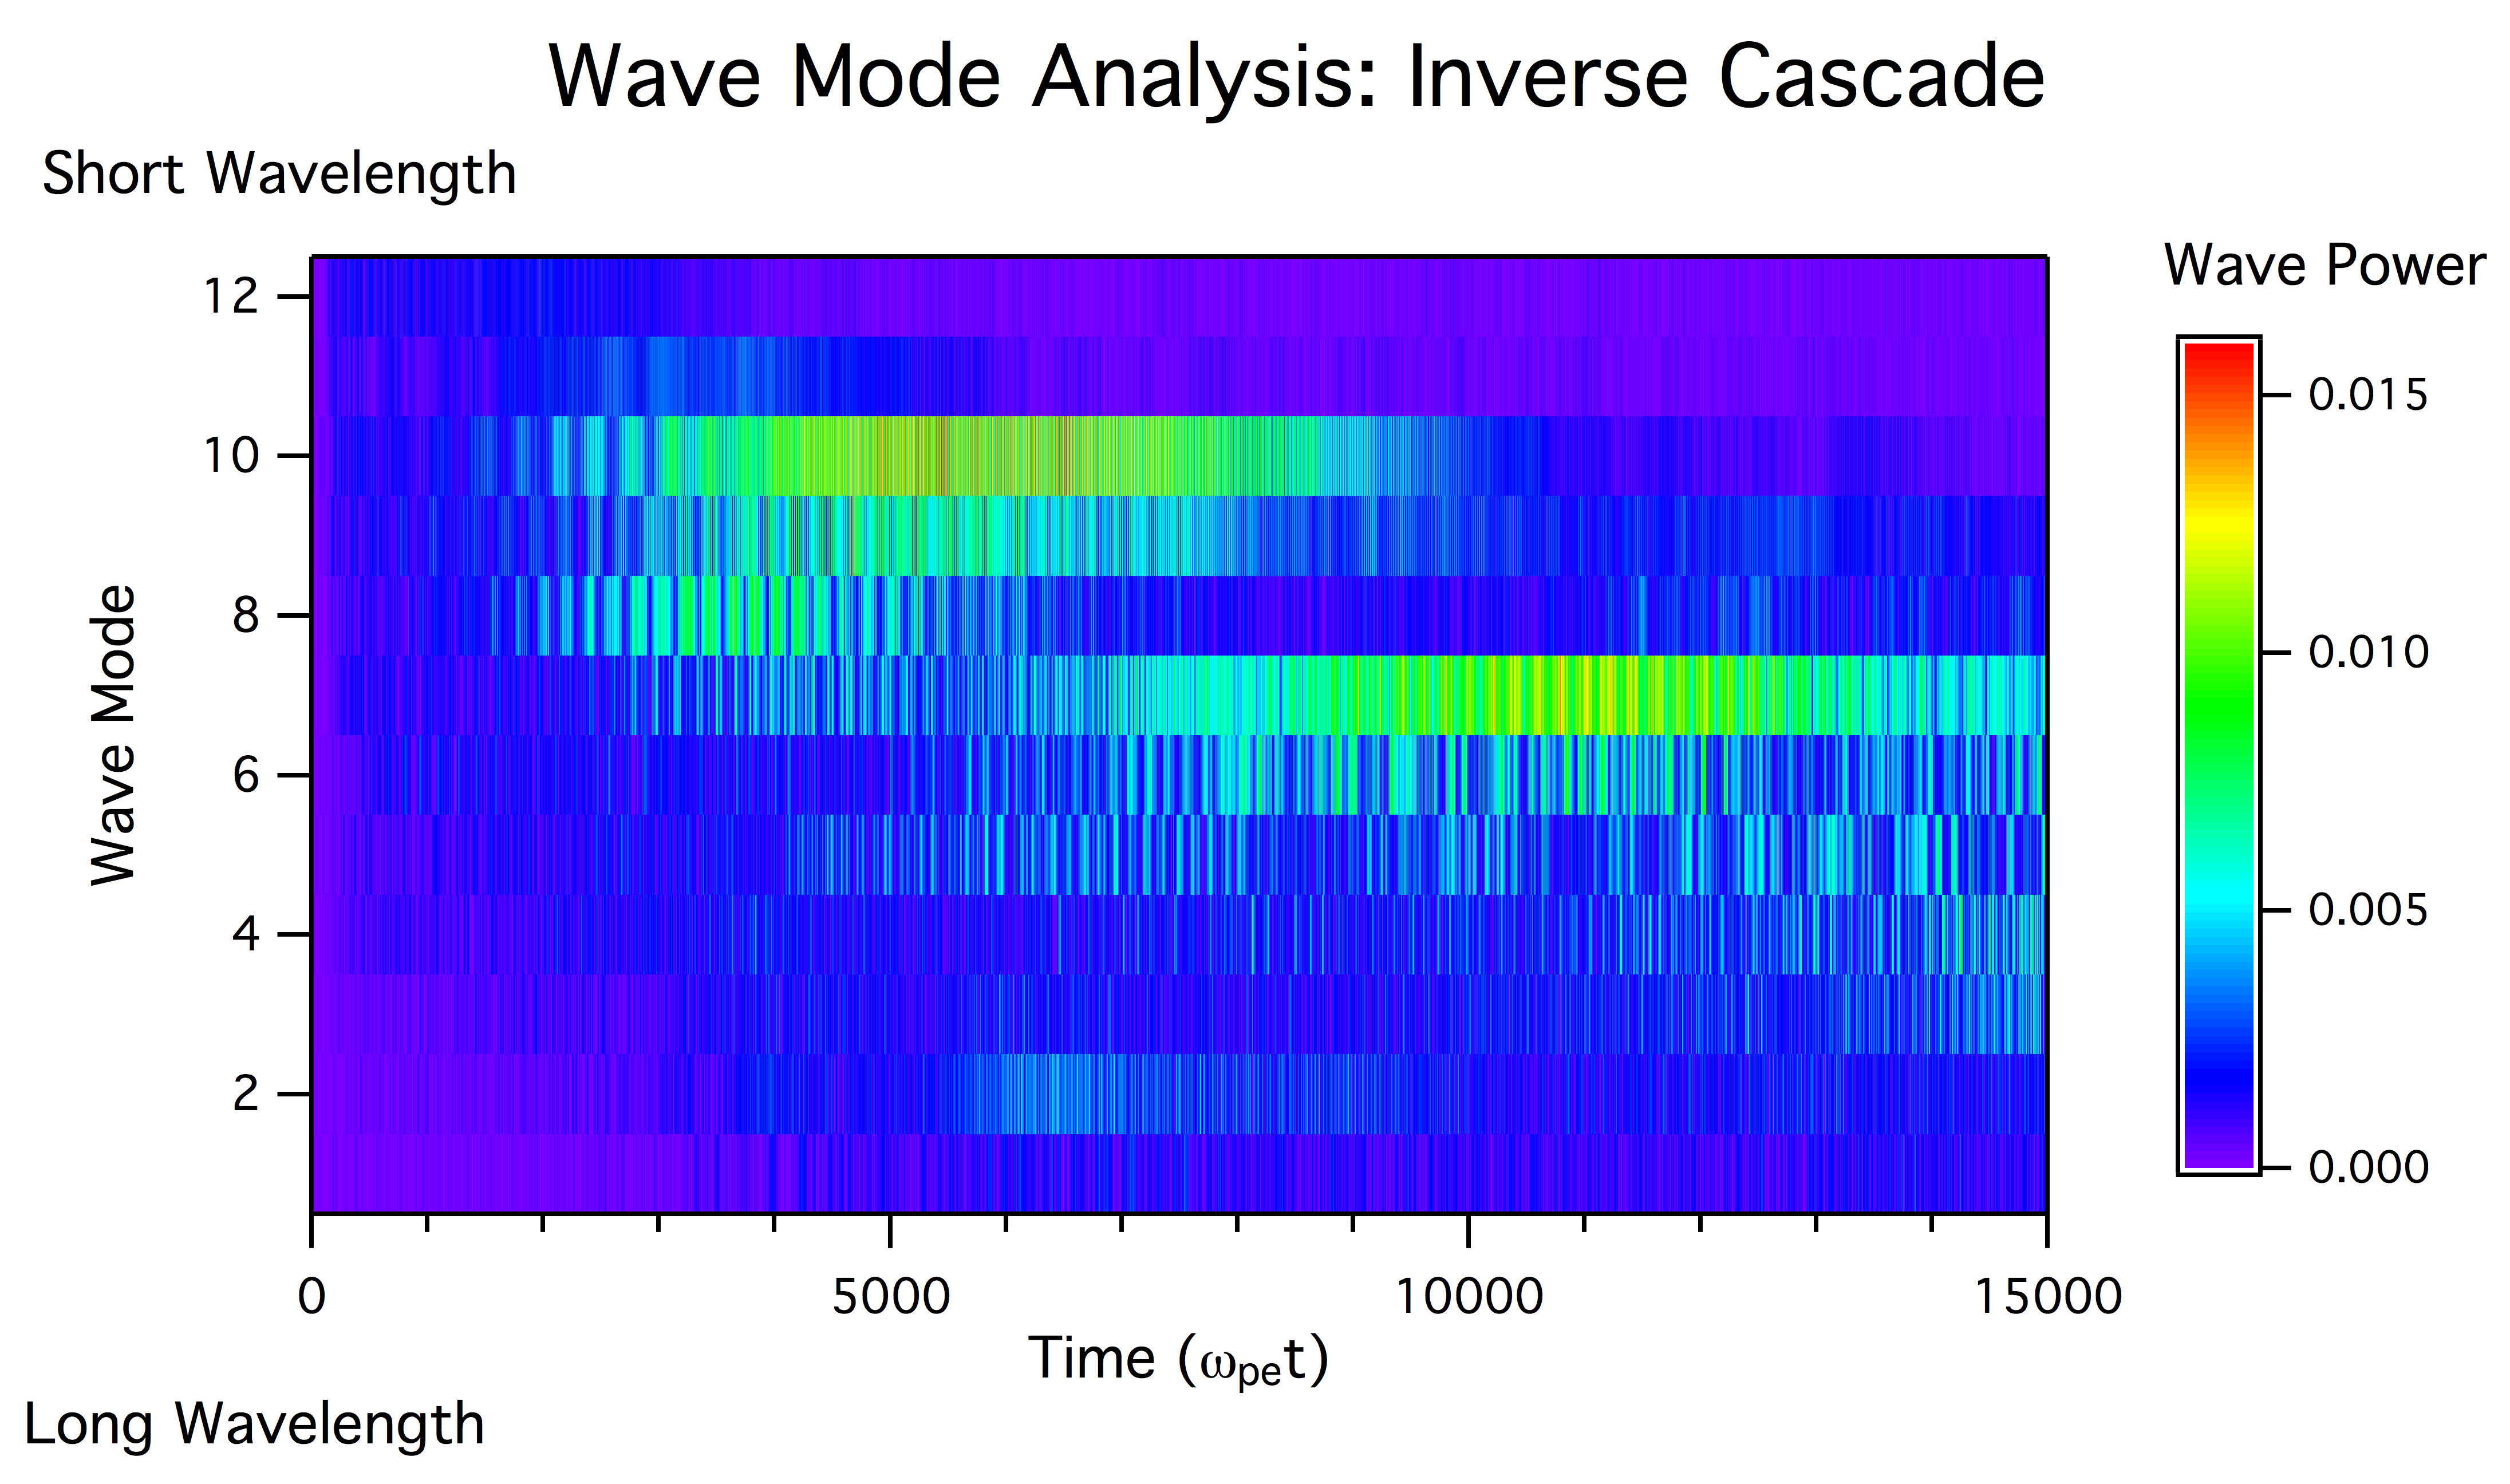 Wave Mode Analysis: Inverse Cascade
Short Wavelength
Wave Power
12
10
8
6
4
2
Wave Mode
0.015
0.010
0.005
0.000
0 5000 10000 15000
Time (ωpet)
Long Wavelength